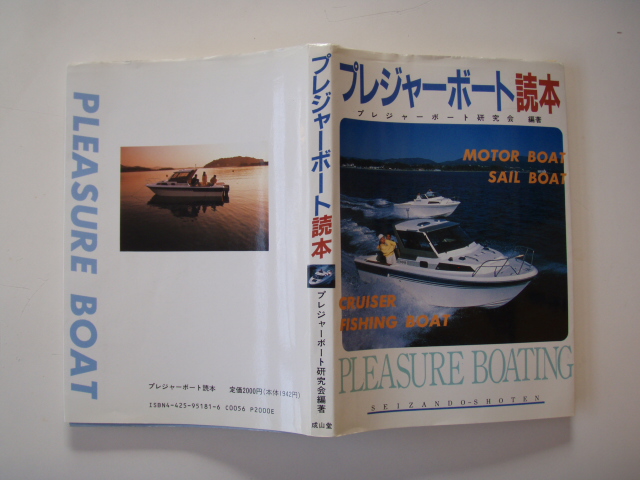 PLEASURE BOAT
プレジャーボート読本 定価2000円(本体1942円)
ISBN4-425-95181-6 C0056 P2000E
プレジャーボート読本
プレジャーボート研究会編著
成山堂
プレジャーボート読本
プレジャーボート研究会 編著
MOTOR BOAT
SAIL BOAT
CRUISER
FISHING BOAT
PLEASURE BOATING
SEIZANDO-SHOTEN